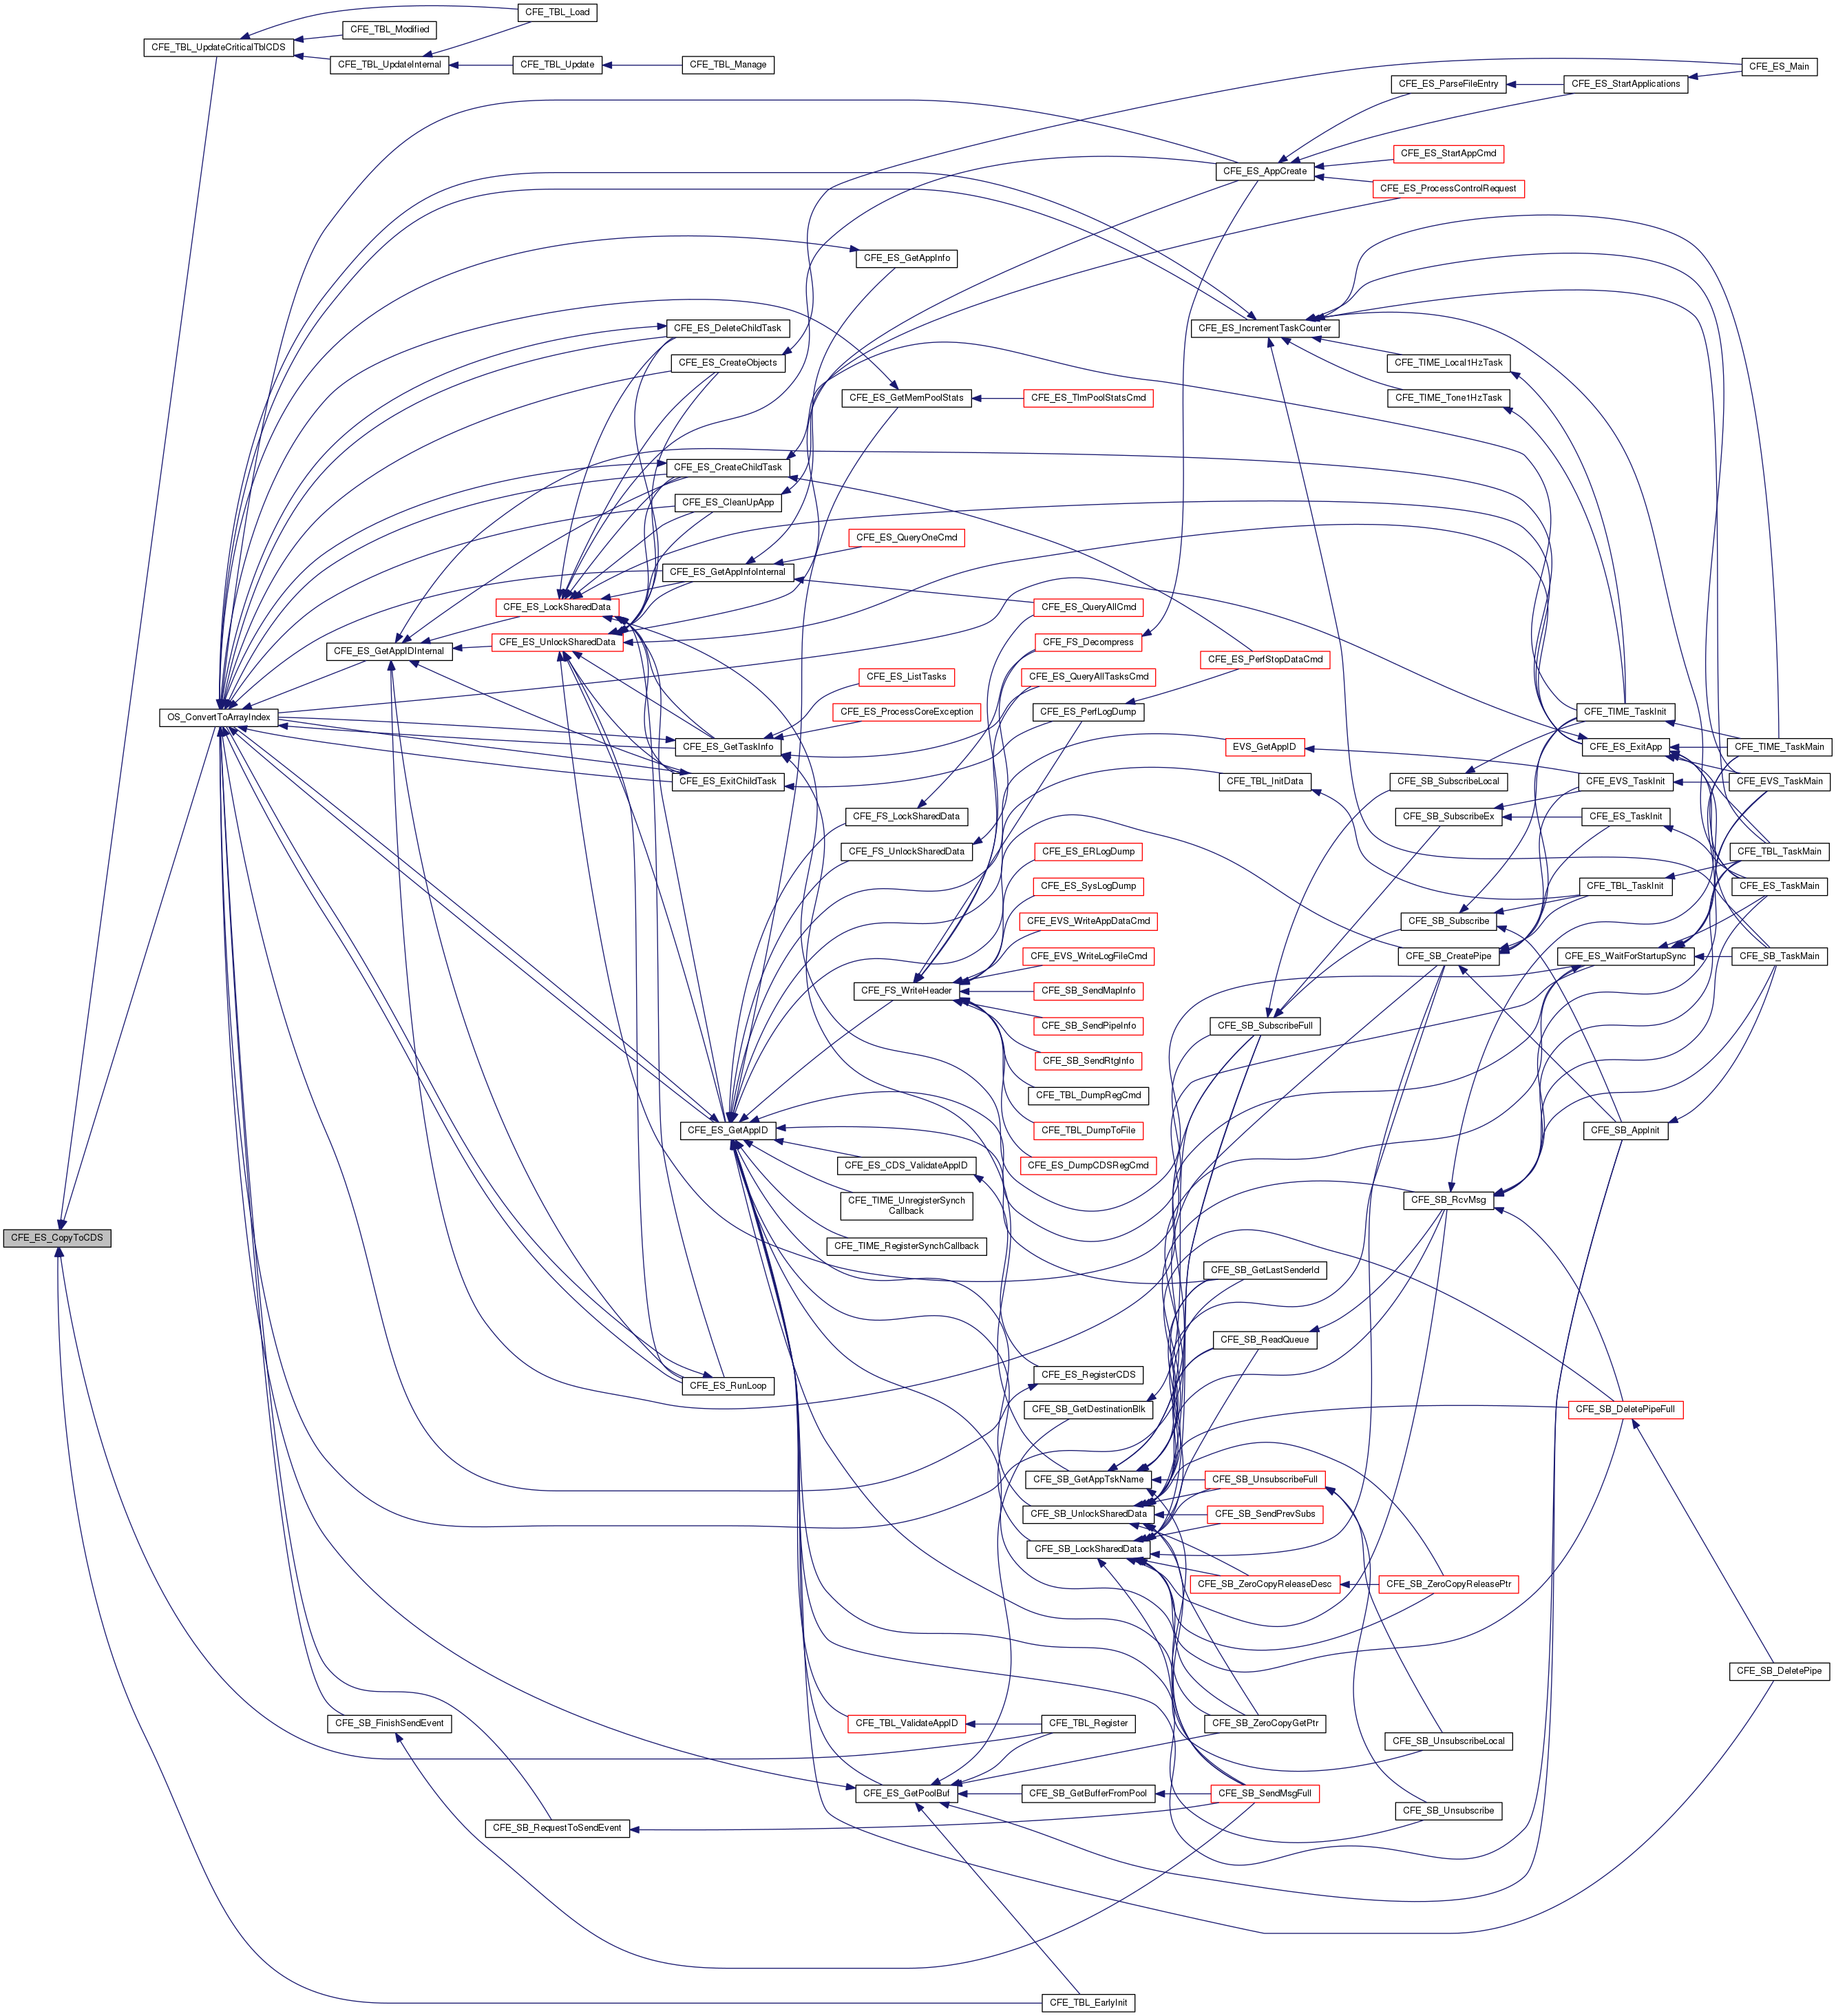 CFE_TBL_Load
CFE_TBL_Modified
CFE_TBL_UpdateCriticalTblCDS
CFE_TBL_UpdateInternal
CFE_TBL_Update
CFE_TBL_Manage
CFE_ES_Main
CFE_ES_ParseFileEntry
CFE_ES_StartApplications
CFE_ES_StartAppCmd
CFE_ES_AppCreate
CFE_ES_ProcessControlRequest
CFE_ES_GetAppInfo
CFE_ES_DeleteChildTask
CFE_ES_IncrementTaskCounter
CFE_ES_CreateObjects
CFE_TIME_Local1HzTask
CFE_ES_GetMemPoolStats
CFE_ES_TlmPoolStatsCmd
CFE_TIME_Tone1HzTask
CFE_ES_CreateChildTask
CFE_ES_CleanUpApp
CFE_ES_QueryOneCmd
CFE_ES_GetAppInfoInternal
CFE_ES_LockSharedData
CFE_ES_QueryAllCmd
CFE_ES_UnlockSharedData
CFE_FS_Decompress
CFE_ES_GetAppIDInternal
CFE_ES_PerfStopDataCmd
CFE_ES_ListTasks
CFE_ES_QueryAllTasksCmd
OS_ConvertToArrayIndex
CFE_ES_ProcessCoreException
CFE_ES_PerfLogDump
CFE_TIME_TaskInit
CFE_ES_GetTaskInfo
EVS_GetAppID
CFE_ES_ExitApp
CFE_TIME_TaskMain
CFE_ES_ExitChildTask
CFE_TBL_InitData
CFE_SB_SubscribeLocal
CFE_EVS_TaskInit
CFE_EVS_TaskMain
CFE_FS_LockSharedData
CFE_SB_SubscribeEx
CFE_ES_TaskInit
CFE_FS_UnlockSharedData
CFE_ES_ERLogDump
CFE_TBL_TaskMain
CFE_ES_SysLogDump
CFE_TBL_TaskInit
CFE_ES_TaskMain
CFE_EVS_WriteAppDataCmd
CFE_SB_Subscribe
CFE_EVS_WriteLogFileCmd
CFE_SB_CreatePipe
CFE_ES_WaitForStartupSync
CFE_SB_TaskMain
CFE_FS_WriteHeader
CFE_SB_SendMapInfo
CFE_SB_SendPipeInfo
CFE_SB_SubscribeFull
CFE_SB_SendRtgInfo
CFE_TBL_DumpRegCmd
CFE_ES_GetAppID
CFE_TBL_DumpToFile
CFE_SB_AppInit
CFE_ES_CDS_ValidateAppID
CFE_ES_DumpCDSRegCmd
CFE_TIME_UnregisterSynch
Callback
CFE_SB_RcvMsg
CFE_ES_CopyToCDS
CFE_TIME_RegisterSynchCallback
CFE_SB_GetLastSenderId
CFE_SB_ReadQueue
CFE_ES_RunLoop
CFE_ES_RegisterCDS
CFE_SB_GetDestinationBlk
CFE_SB_DeletePipeFull
CFE_SB_GetAppTskName
CFE_SB_UnsubscribeFull
CFE_SB_UnlockSharedData
CFE_SB_SendPrevSubs
CFE_SB_LockSharedData
CFE_SB_ZeroCopyReleaseDesc
CFE_SB_ZeroCopyReleasePtr
CFE_SB_DeletePipe
CFE_SB_FinishSendEvent
CFE_TBL_ValidateAppID
CFE_TBL_Register
CFE_SB_ZeroCopyGetPtr
CFE_SB_UnsubscribeLocal
CFE_ES_GetPoolBuf
CFE_SB_GetBufferFromPool
CFE_SB_SendMsgFull
CFE_SB_Unsubscribe
CFE_SB_RequestToSendEvent
CFE_TBL_EarlyInit